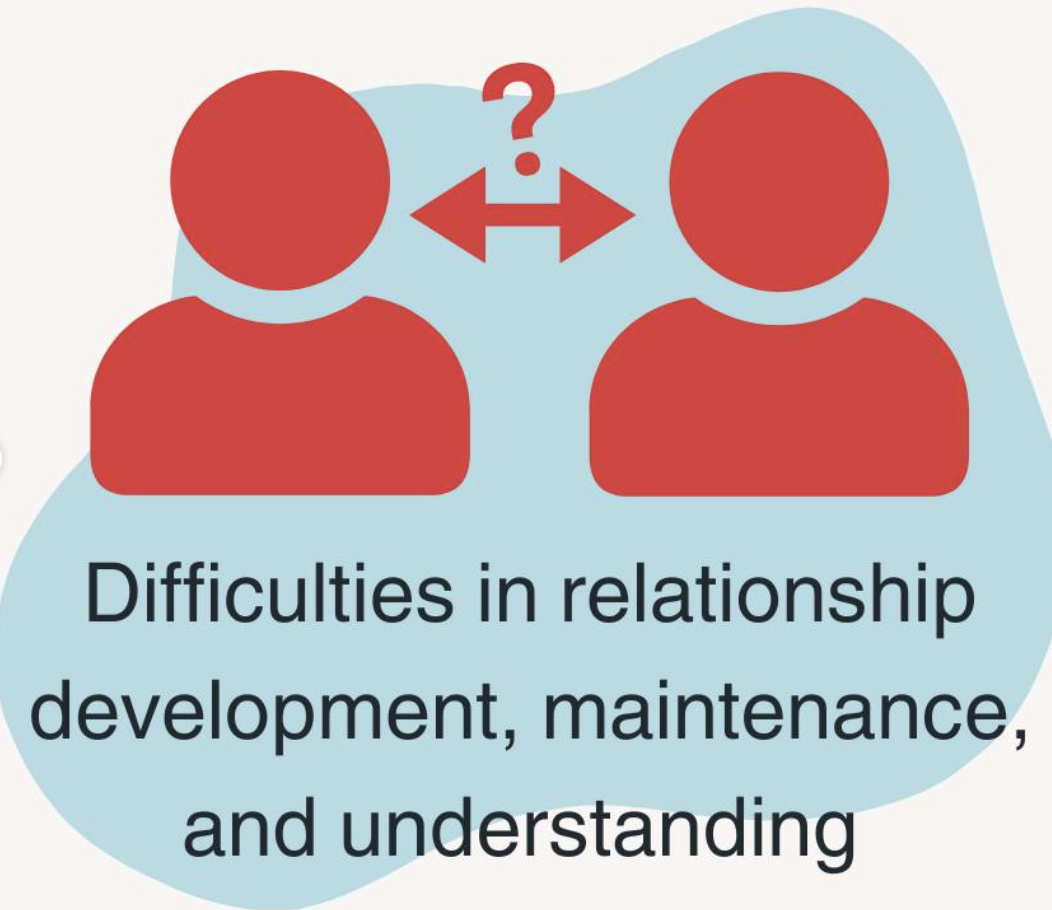 ?
Difficulties in relationship
development, maintenance,
and understanding